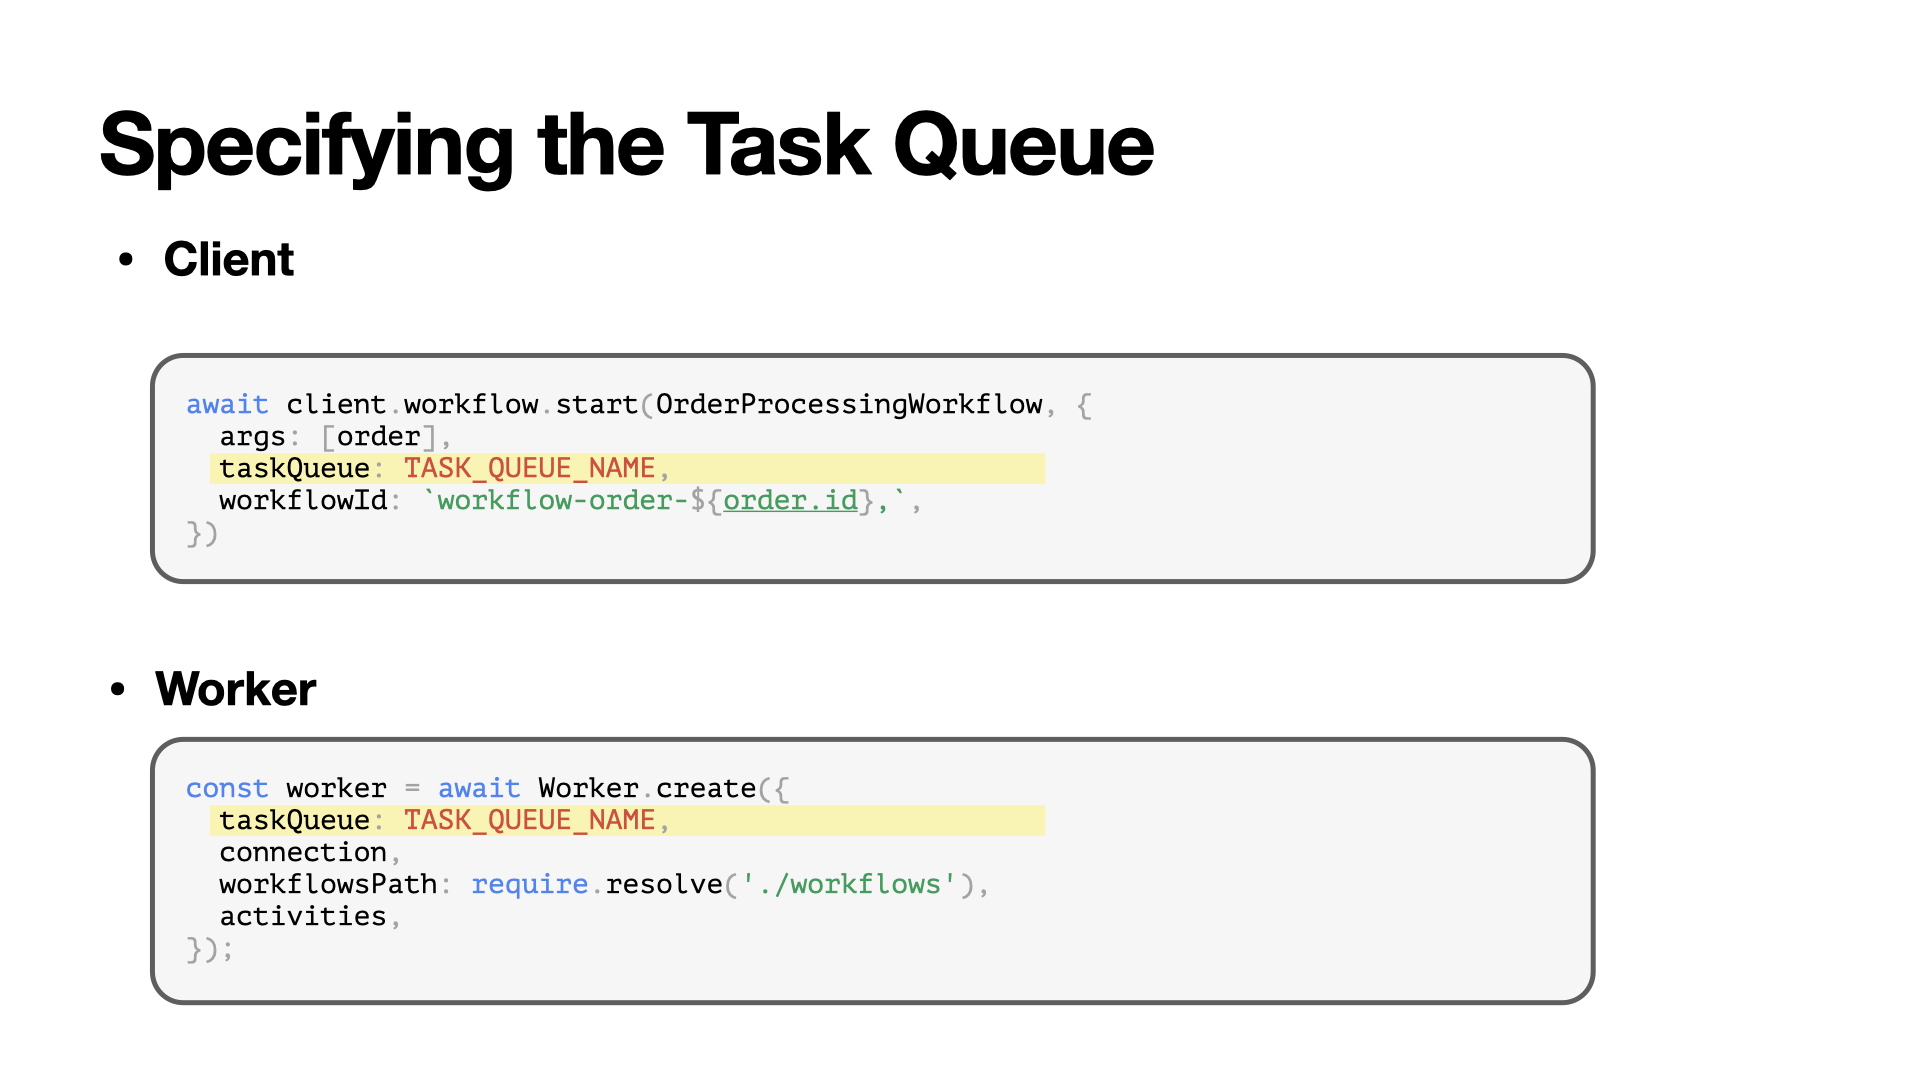 Specifying the Task Queue
• Client
await client.workflow.start(OrderProcessingWorkflow, {
  args: [order],
  taskQueue: TASK_QUEUE_NAME,
  workflowId: `workflow-order-${order.id},`,
})
• Worker
const worker = await Worker.create({
  taskQueue: TASK_QUEUE_NAME,
  connection,
  workflowsPath: require.resolve('./workflows'),
  activities,
});